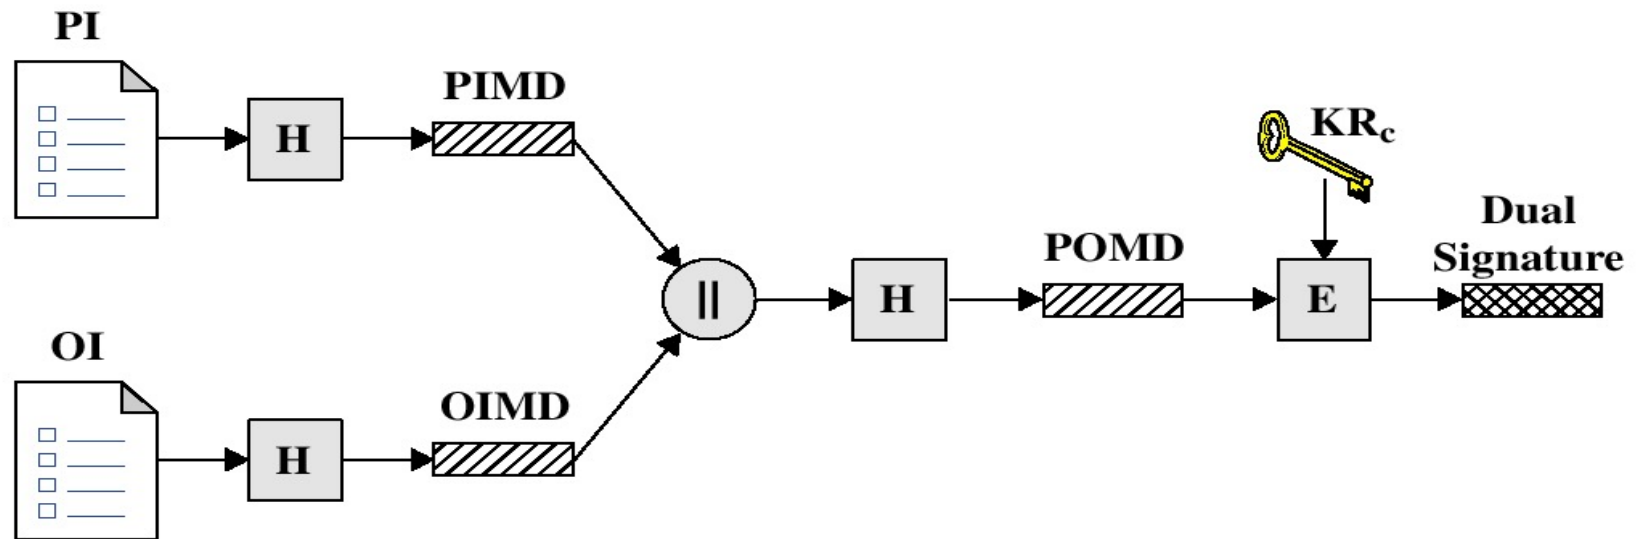 PI
H
PIMD
OI
H
OIMD
||
H
POMD
KRc
E
Dual
Signature